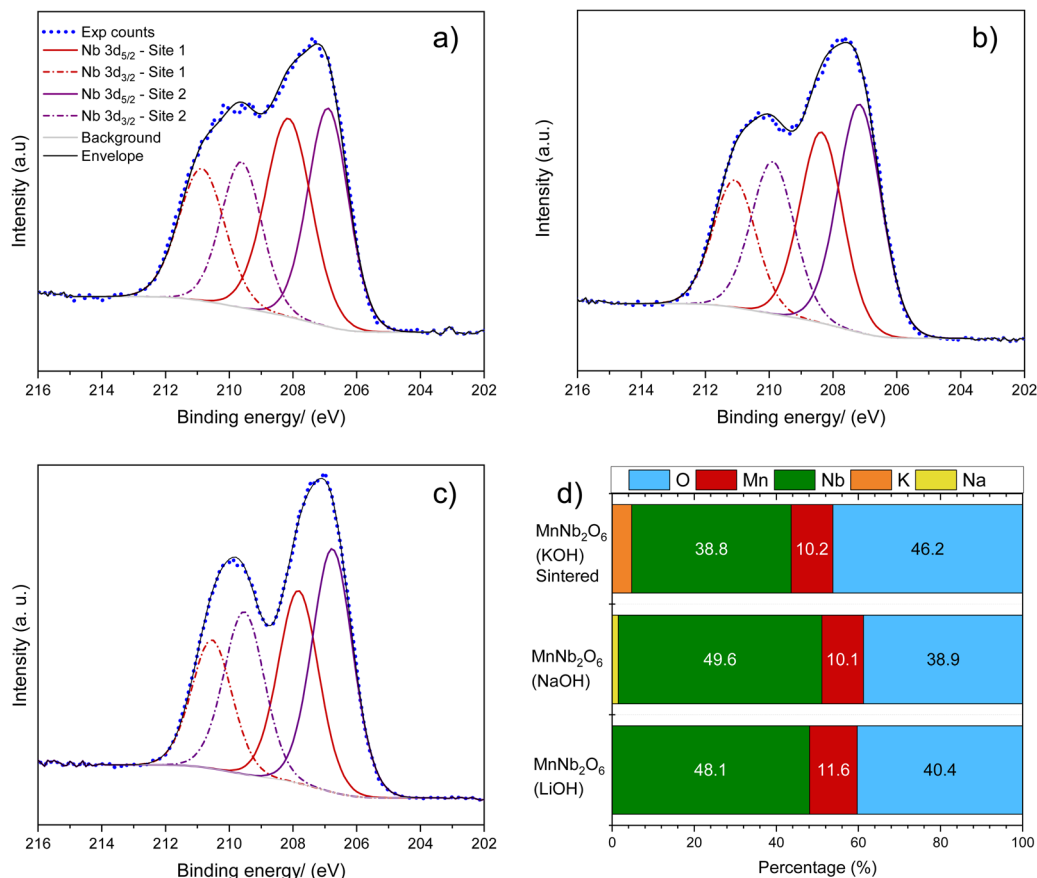 a)
Exp counts
Nb 3d5/2 - Site 1
Nb 3d3/2 - Site 1
Nb 3d5/2 - Site 2
Nb 3d3/2 - Site 2
Background
Envelope
Intensity (a.u)
216 214 212 210 208 206 204 202
Binding energy/ (eV)
b)
Intensity (a.u.)
216 214 212 210 208 206 204 202
Binding energy/ (eV)
c)
Intensity (a. u.)
216 214 212 210 208 206 204 202
Binding energy/ (eV)
O Mn Nb K Na
d)
MnNb2O6
(KOH)
Sintered
38.8 10.2 46.2
MnNb2O6
(NaOH)
49.6 10.1 38.9
MnNb2O6
(LiOH)
48.1 11.6 40.4
0 20 40 60 80 100
Percentage (%)